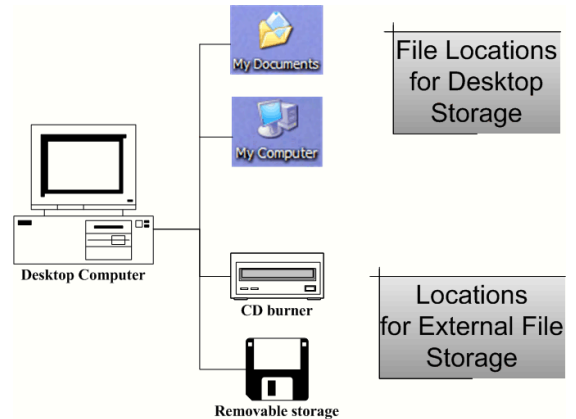 My Documents
File Locations
for Desktop
Storage
My Computer
Desktop Computer
CD burner
Locations
for External File
Storage
Removable storage